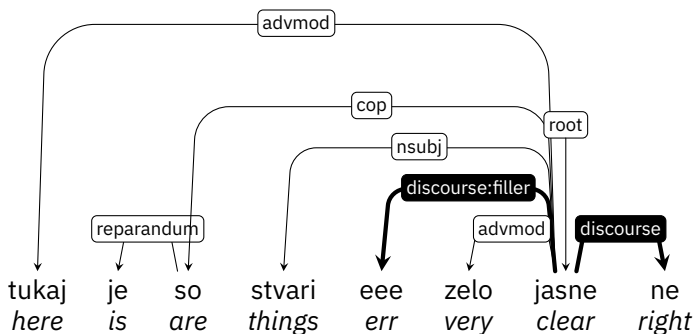 advmod
cop
root
nsubj
discourse:filler
reparandum advmod discourse
tukaj je so stvari eee zelo jasne ne
here is are things err very clear right